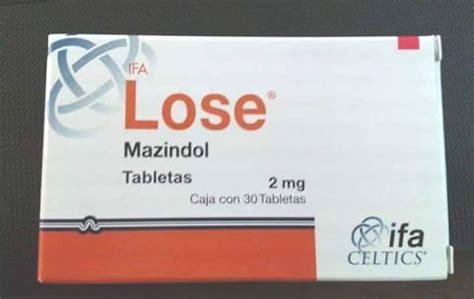 IFA
Lose®
Mazindol
Tabletas 2 mg
Caja con 30 Tabletas
ifa
CELTICS®